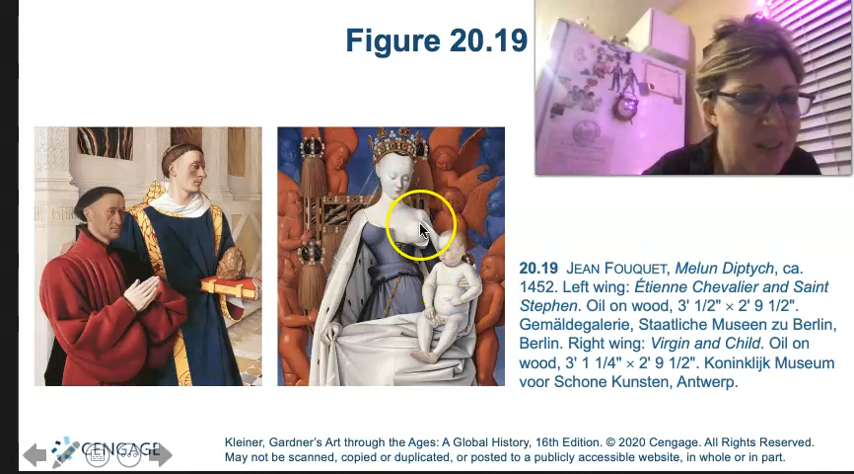 Figure 20.19
20.19 JEAN FOUQUET, Melun Diptych, ca.
1452. Left wing: Étienne Chevalier and Saint
Stephen. Oil on wood, 3' 1/2" × 2' 9 1/2".
Gemäldegalerie, Staatliche Museen zu Berlin,
Berlin. Right wing: Virgin and Child. Oil on
wood, 3' 1 1/4" × 2' 9 1/2". Koninklijk Museum
voor Schone Kunsten, Antwerp.
CENGAGE
Kleiner, Gardner's Art through the Ages: A Global History, 16th Edition. © 2020 Cengage. All Rights Reserved.
May not be scanned, copied or duplicated, or posted to a publicly accessible website, in whole or in part.